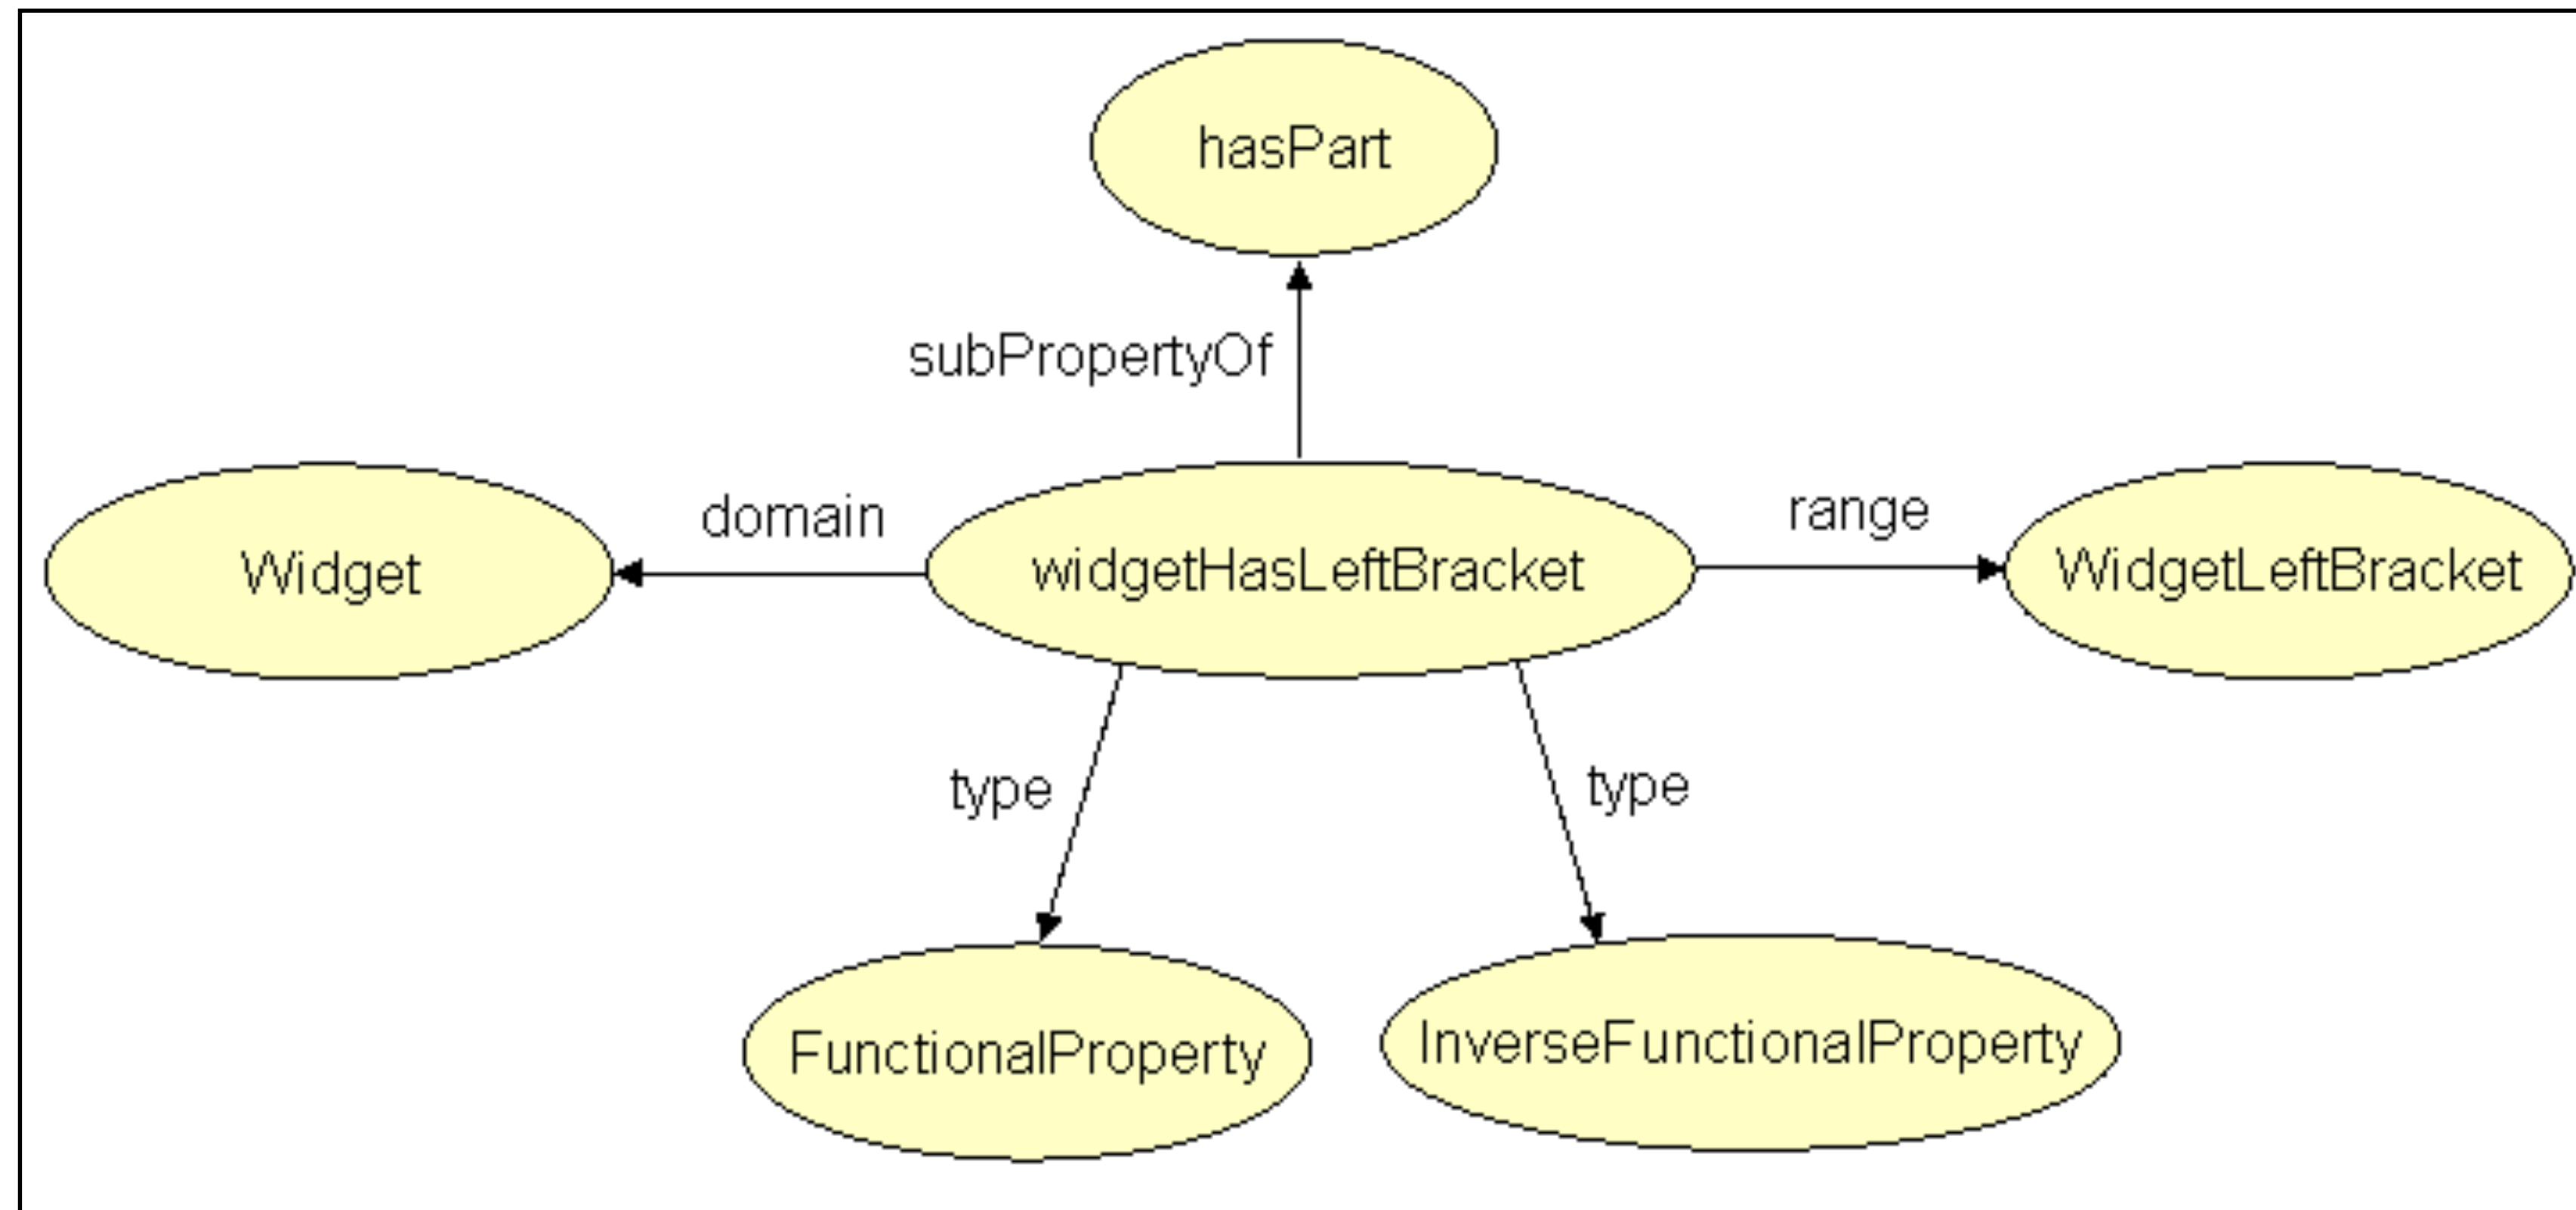 hasPart
subPropertyOf
domain
range
Widget
widgetHasLeftBracket
WidgetLeftBracket
type
type
FunctionalProperty
InverseFunctionalProperty